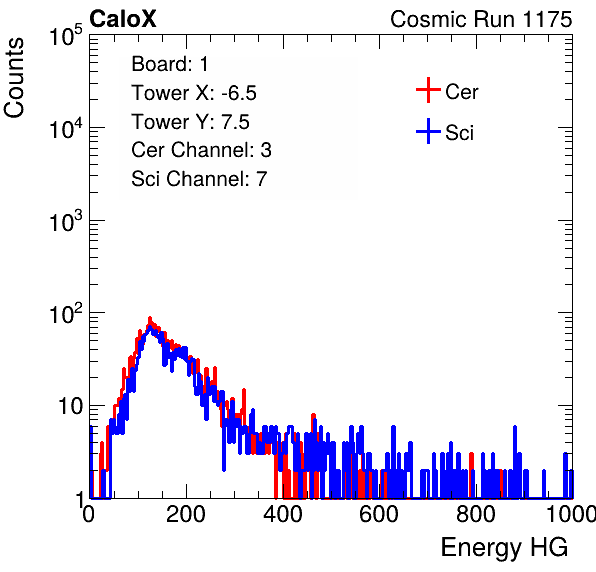 CaloX Cosmic Run 1175
Counts
10^5
10^4
10^3
10^2
10
1
Board: 1
Tower X: -6.5
Tower Y: 7.5
Cer Channel: 3
Sci Channel: 7
Cer
Sci
0 200 400 600 800 1000
Energy HG